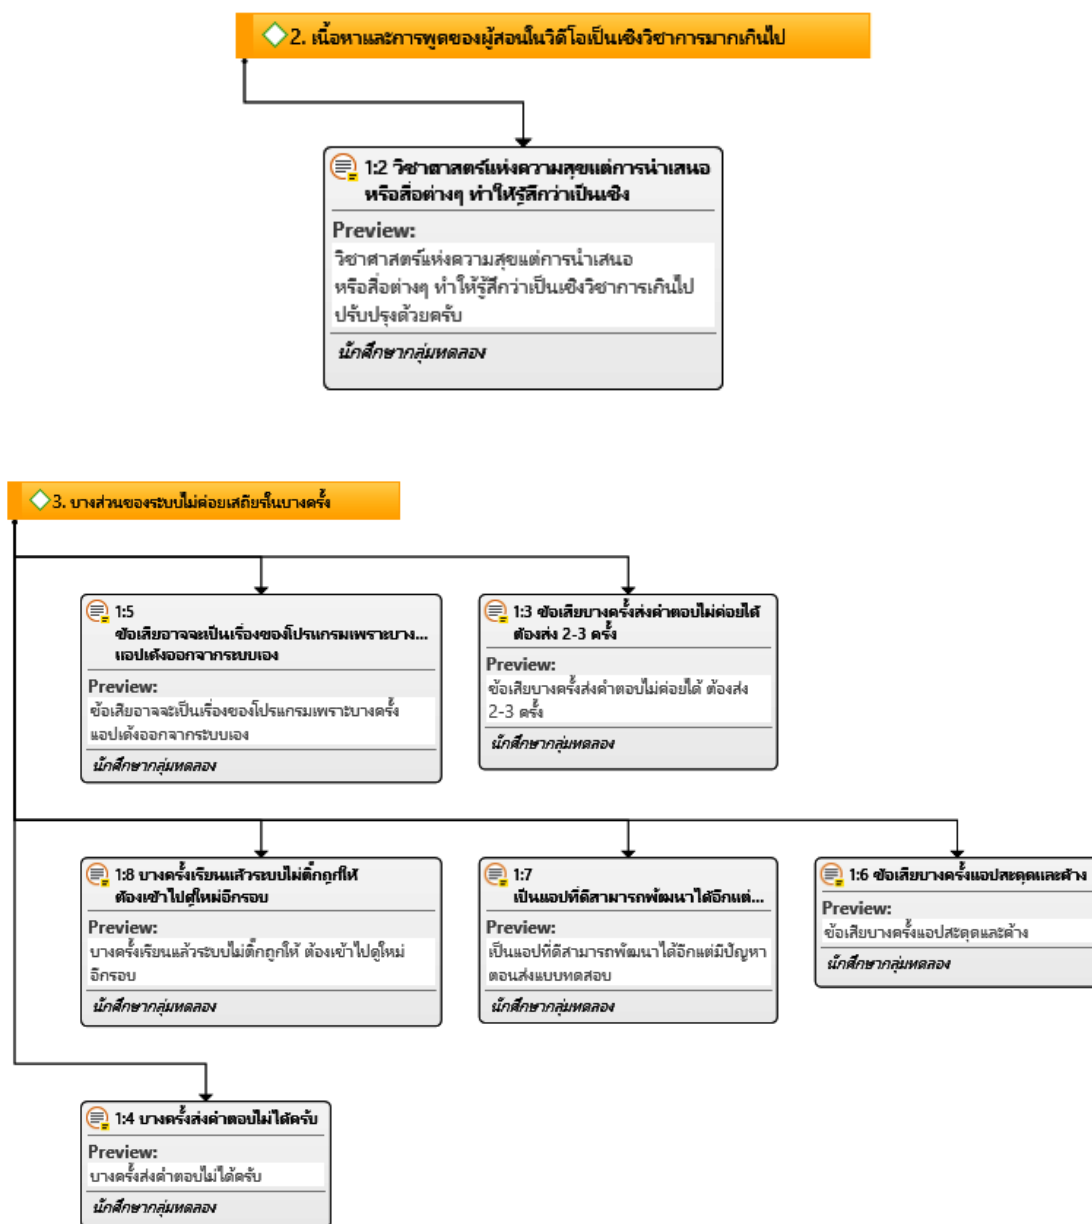 2. เนื้อหาและการพูดของผู้สอนในวิดีโอเป็นเชิงวิชาการมากเกินไป
1:2 วิชาศาสตร์แห่งความสุขแต่การนำเสนอ
หรือสื่อต่างๆ ทำให้รู้สึกว่าเป็นเชิง
Preview:
วิชาศาสตร์แห่งความสุขแต่การนำเสนอ
หรือสื่อต่างๆ ทำให้รู้สึกว่าเป็นเชิงวิชาการเกินไป
ปรับปรุงด้วยครับ
นักศึกษากลุ่มทดลอง
3. บางส่วนของระบบไม่ค่อยเสถียรในบางครั้ง
1:5
ข้อเสียอาจจะเป็นเรื่องของโปรแกรมเพราะบาง...
แอปเด้งออกจากระบบเอง
Preview:
ข้อเสียอาจจะเป็นเรื่องของโปรแกรมเพราะบางครั้ง
แอปเด้งออกจากระบบเอง
นักศึกษากลุ่มทดลอง
1:3 ข้อเสียบางครั้งส่งคำตอบไม่ค่อยได้
ต้องส่ง 2-3 ครั้ง
Preview:
ข้อเสียบางครั้งส่งคำตอบไม่ค่อยได้ ต้องส่ง
2-3 ครั้ง
นักศึกษากลุ่มทดลอง
1:8 บางครั้งเรียนแล้วระบบไม่ติ๊กถูกให้
ต้องเข้าไปดูใหม่อีกรอบ
Preview:
บางครั้งเรียนแล้วระบบไม่ติ๊กถูกให้ ต้องเข้าไปดูใหม่
อีกรอบ
นักศึกษากลุ่มทดลอง
1:7
เป็นแอปที่ดีสามารถพัฒนาได้อีกแต่...
Preview:
เป็นแอปที่ดีสามารถพัฒนาได้อีกแต่มีปัญหา
ตอนส่งแบบทดสอบ
นักศึกษากลุ่มทดลอง
1:6 ข้อเสียบางครั้งแอปสะดุดและค้าง
Preview:
ข้อเสียบางครั้งแอปสะดุดและค้าง
นักศึกษากลุ่มทดลอง
1:4 บางครั้งส่งคำตอบไม่ได้ครับ
Preview:
บางครั้งส่งคำตอบไม่ได้ครับ
นักศึกษากลุ่มทดลอง